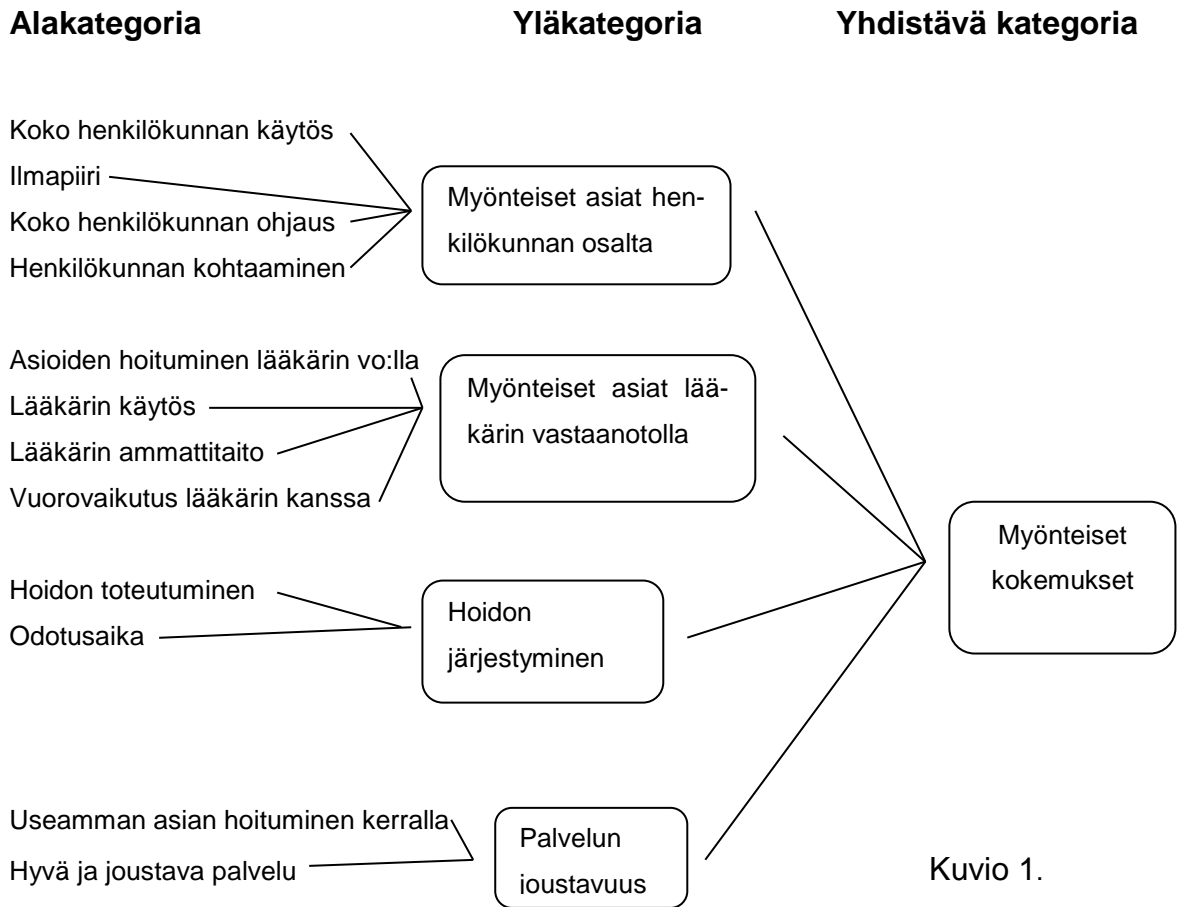 Alakategoria Yläkategoria Yhdistävä kategoria
Koko henkilökunnan käytös
Ilmapiiri
Koko henkilökunnan ohjaus
Henkilökunnan kohtaaminen
Myönteiset asiat hen-
kilökunnan osalta
Asioiden hoituminen lääkärin vo:lla
Lääkärin käytös
Lääkärin ammattitaito
Vuorovaikutus lääkärin kanssa
Myönteiset asiat lää-
kärin vastaanotolla
Hoidon toteutuminen
Odotusaika
Hoidon
järjestyminen
Useamman asian hoituminen kerralla
Hyvä ja joustava palvelu
Palvelun
joustavuus
Myönteiset
kokemukset
Kuvio 1.